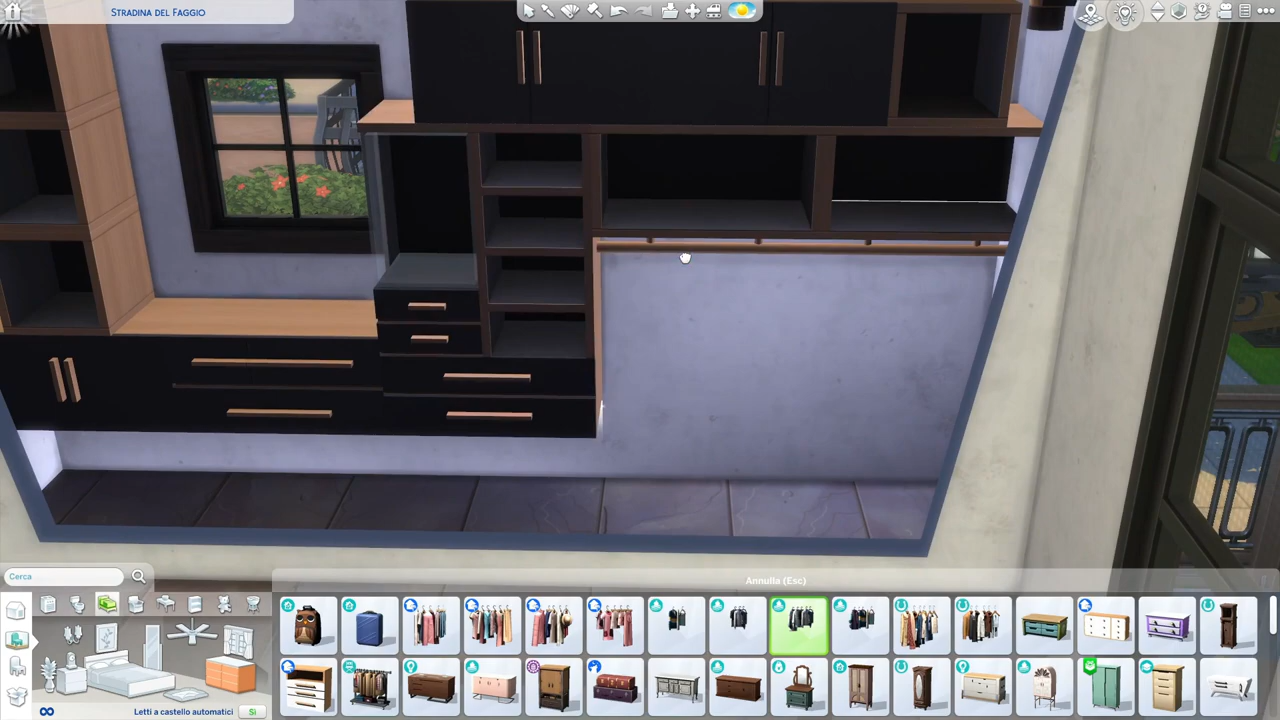 STRADINA DEL FAGGIO
Annulla (Esc)
Cerca
Letti a castello automatici
Sì